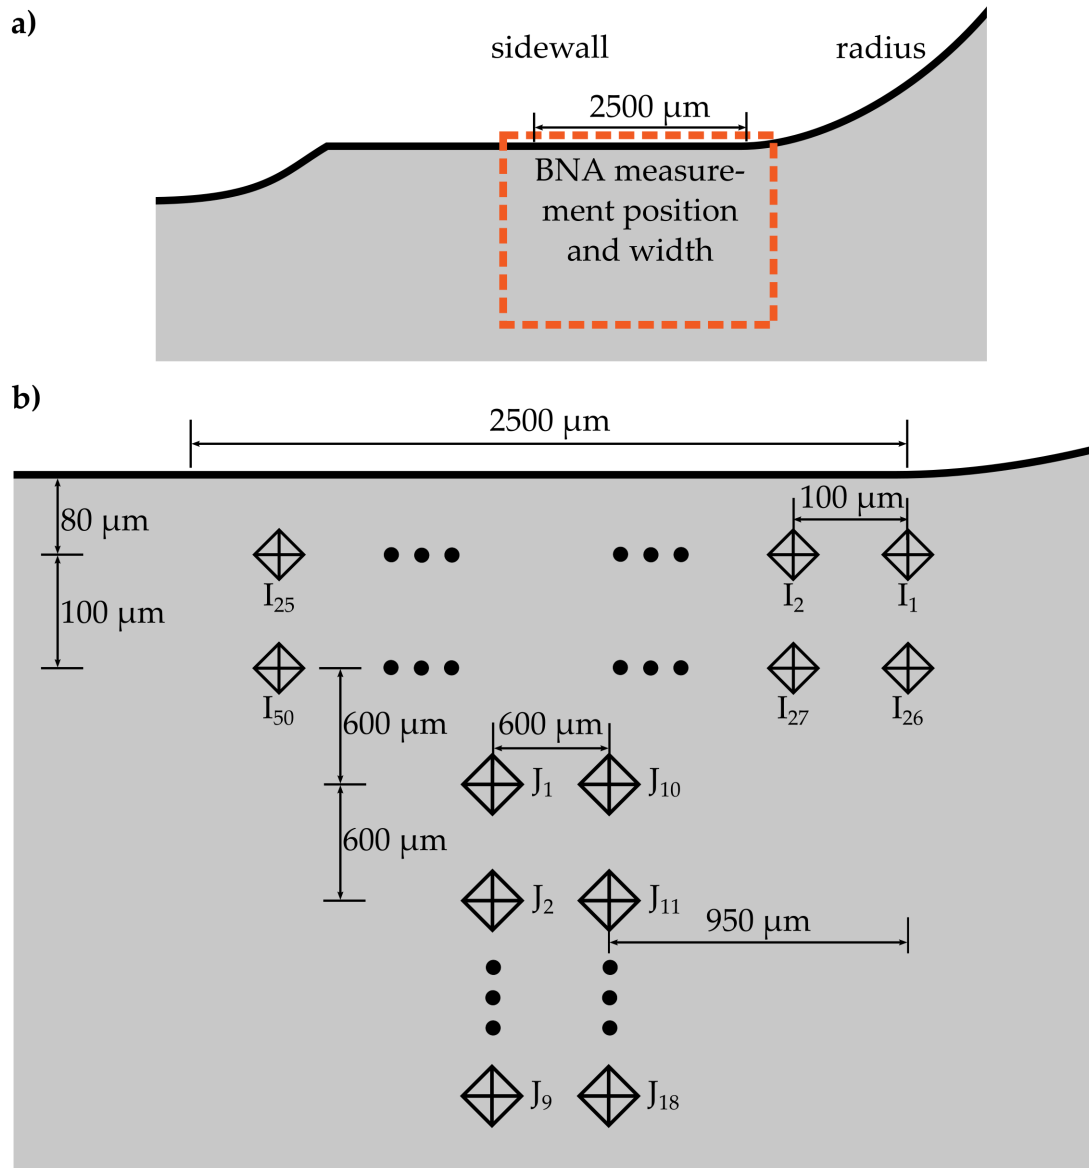 a)
sidewall
radius
2500 µm
BNA measure-
ment position
and width
b)
2500 µm
80 µm
100 µm
I25
I2
I1
100 µm
I50
I27
I26
600 µm
600 µm
J1
J10
600 µm
J2
J11
950 µm
J9
J18